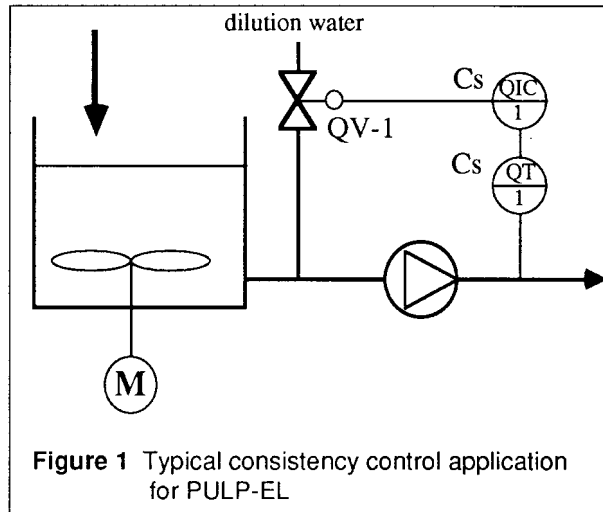 dilution water
Cs
QIC
1
QV-1
Cs
QT
1
M
Figure 1 Typical consistency control application
for PULP-EL